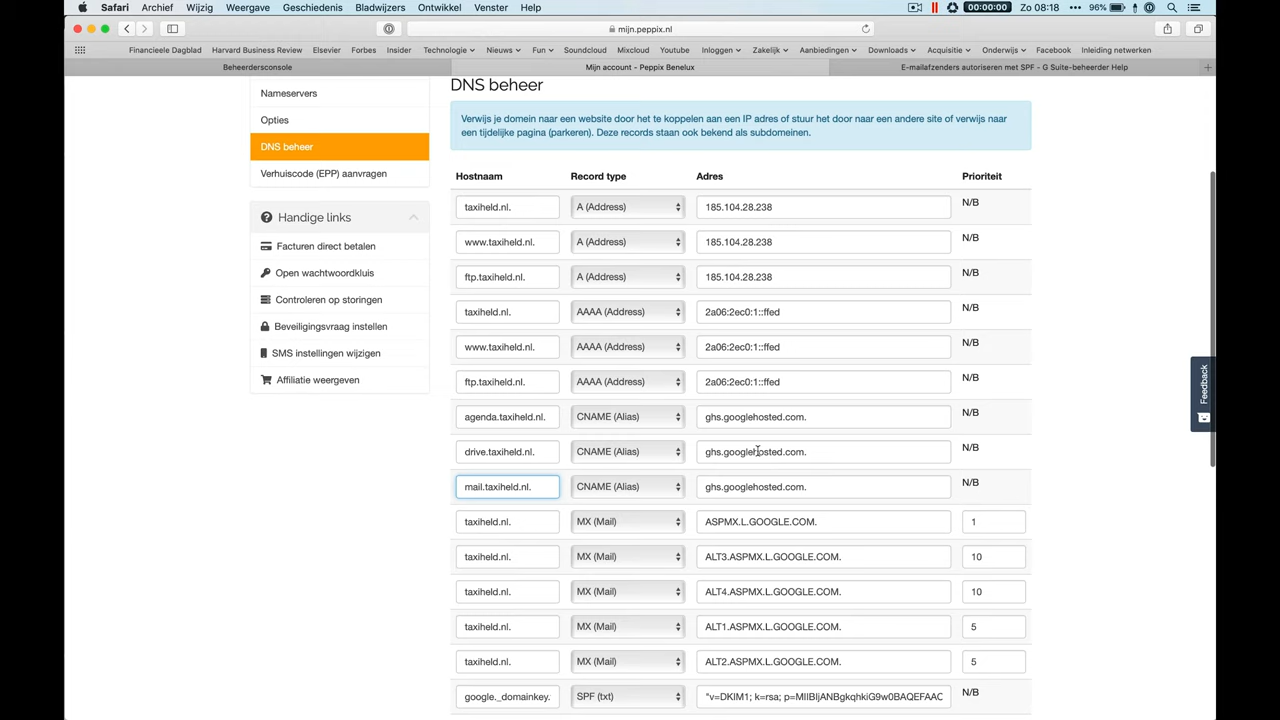 Safari Archief Wijzig Weergave Geschiedenis Bladwijzers Ontwikkel Venster Help 00:00:00 Zo 08:18 96%
mijn.peppix.nl
Financieele Dagblad Harvard Business Review Elsevier Forbes Insider Technologie Nieuws Fun Soundcloud Mixcloud Youtube Inloggen Zakelijk Aanbiedingen Downloads Acquisitie Onderwijs Facebook Inleiding netwerken
Beheerdersconsole Mijn account - Peppix Benelux E-mailafzenders autoriseren met SPF - G Suite-beheerder Help
Nameservers
Opties
DNS beheer
Verhuiscode (EPP) aanvragen
Handige links
Facturen direct betalen
Open wachtwoordkluis
Controleren op storingen
Beveiligingsvraag instellen
SMS instellingen wijzigen
Affiliatie weergeven
DNS beheer
Verwijs je domein naar een website door het te koppelen aan een IP adres of stuur het door naar een andere site of verwijs naar
een tijdelijke pagina (parkeren). Deze records staan ook bekend als subdomeinen.
Hostnaam Record type Adres Prioriteit
taxiheld.nl. A (Address) 185.104.28.238 N/B
www.taxiheld.nl. A (Address) 185.104.28.238 N/B
ftp.taxiheld.nl. A (Address) 185.104.28.238 N/B
taxiheld.nl. AAAA (Address) 2a06:2ec0:1::ffed N/B
www.taxiheld.nl. AAAA (Address) 2a06:2ec0:1::ffed N/B
ftp.taxiheld.nl. AAAA (Address) 2a06:2ec0:1::ffed N/B
agenda.taxiheld.nl. CNAME (Alias) ghs.googlehosted.com. N/B
drive.taxiheld.nl. CNAME (Alias) ghs.googlehosted.com. N/B
mail.taxiheld.nl. CNAME (Alias) ghs.googlehosted.com. N/B
taxiheld.nl. MX (Mail) ASPMX.L.GOOGLE.COM. 1
taxiheld.nl. MX (Mail) ALT3.ASPMX.L.GOOGLE.COM. 10
taxiheld.nl. MX (Mail) ALT4.ASPMX.L.GOOGLE.COM. 10
taxiheld.nl. MX (Mail) ALT1.ASPMX.L.GOOGLE.COM. 5
taxiheld.nl. MX (Mail) ALT2.ASPMX.L.GOOGLE.COM. 5
google._domainkey. SPF (txt) "v=DKIM1; k=rsa; p=MIIBIjANBgkqhkiG9w0BAQEFAAC N/B
Feedback